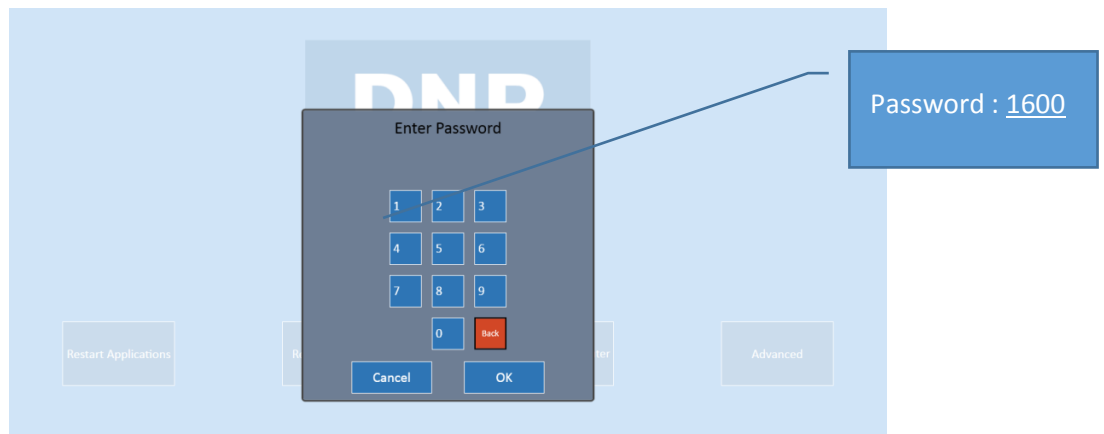 DNP
Password : 1600
Enter Password
1 2 3
4 5 6
7 8 9
0 Back
Restart Applications
Advanced
Cancel OK